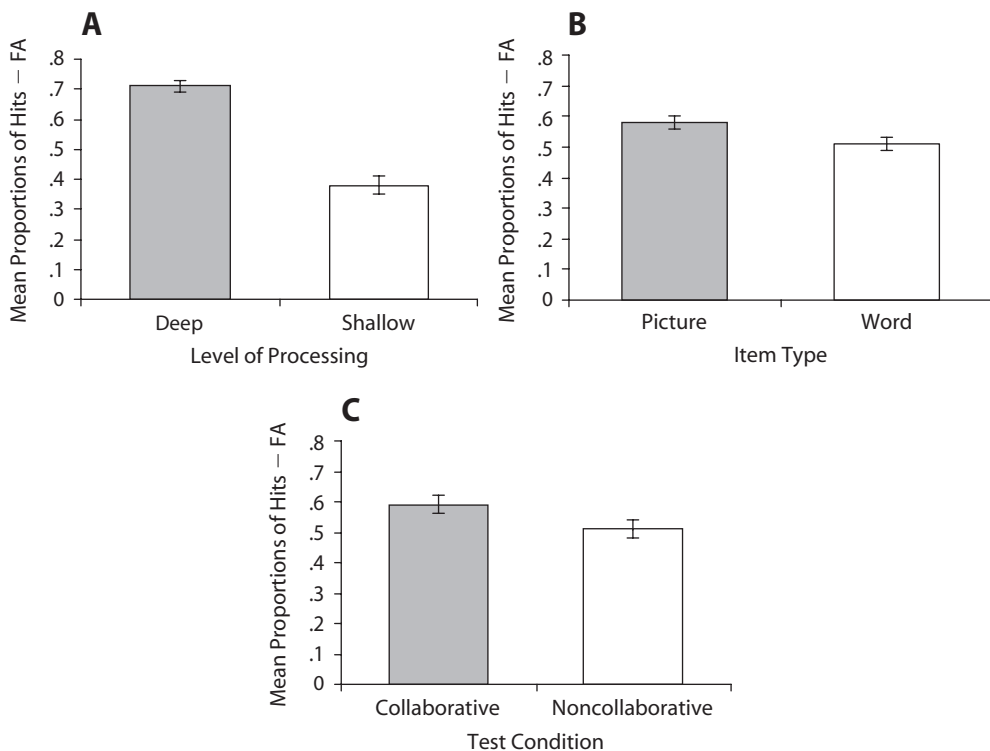 A
Mean Proportions of Hits — FA
.8
.7
.6
.5
.4
.3
.2
.1
0
Deep Shallow
Level of Processing
B
Mean Proportions of Hits — FA
.8
.7
.6
.5
.4
.3
.2
.1
0
Picture Word
Item Type
C
Mean Proportions of Hits — FA
.8
.7
.6
.5
.4
.3
.2
.1
0
Collaborative Noncollaborative
Test Condition